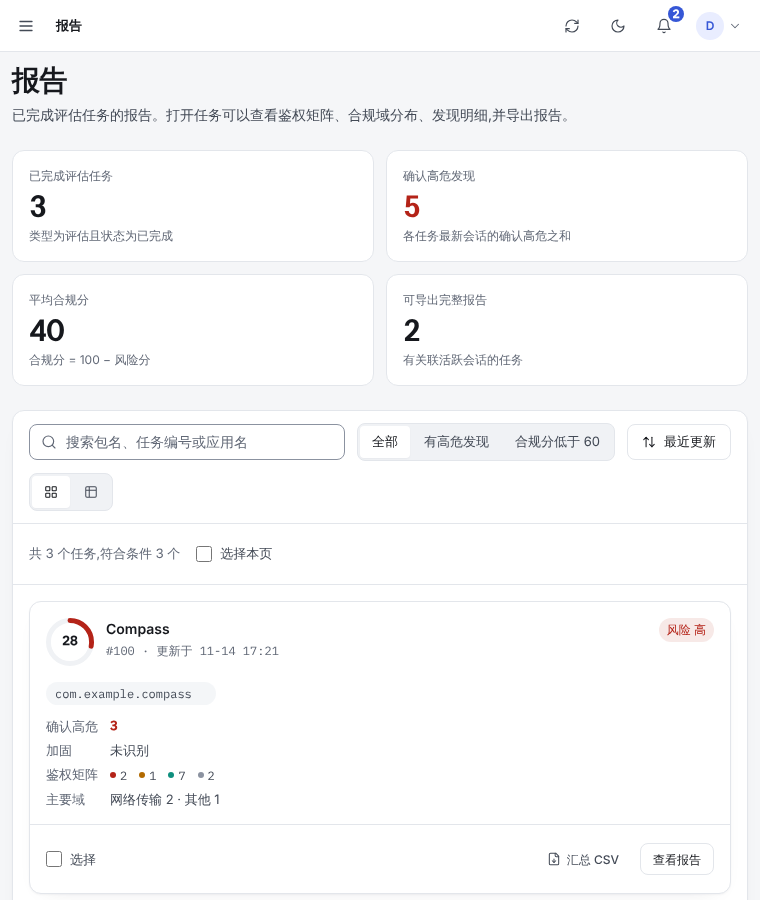 报告
2
D
报告
已完成评估任务的报告。打开任务可以查看鉴权矩阵、合规域分布、发现明细,并导出报告。
已完成评估任务
3
类型为评估且状态为已完成
确认高危发现
5
各任务最新会话的确认高危之和
平均合规分
40
合规分 = 100 − 风险分
可导出完整报告
2
有关联活跃会话的任务
搜索包名、任务编号或应用名
全部 有高危发现 合规分低于 60
最近更新
共 3 个任务,符合条件 3 个
选择本页
28
Compass
#100 · 更新于 11-14 17:21
风险 高
com.example.compass
确认高危 3
加固 未识别
鉴权矩阵 2 1 7 2
主要域 网络传输 2 · 其他 1
选择
汇总 CSV
查看报告